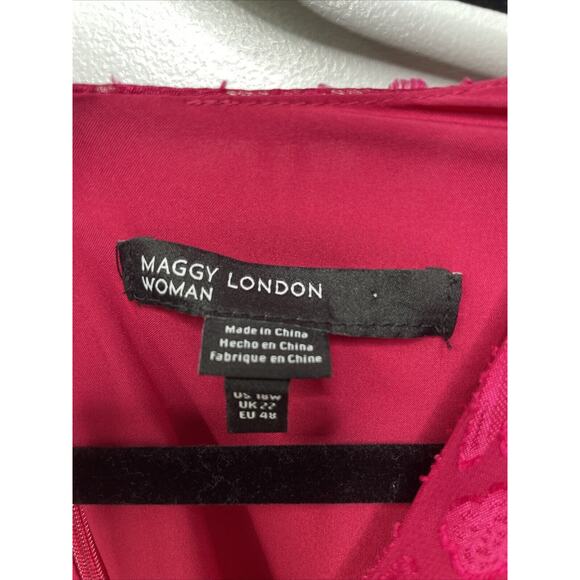 MAGGY LONDON
WOMAN
Made in China
Hecho en China
Fabrique en Chine
US 18W
UK 22
EU 48